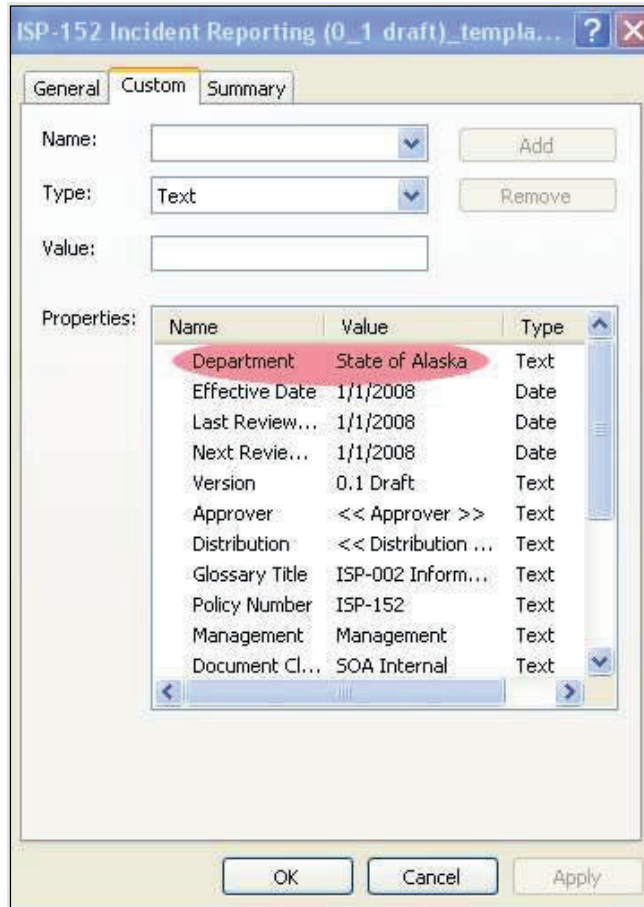 ISP-152 Incident Reporting (0_1 draft)_templa... ? X
General Custom Summary
Name: Add
Type: Text Remove
Value:
Properties: Name Value Type
Department State of Alaska Text
Effective Date 1/1/2008 Date
Last Review... 1/1/2008 Date
Next Revie... 1/1/2008 Date
Version 0.1 Draft Text
Approver << Approver >> Text
Distribution << Distribution ... Text
Glossary Title ISP-002 Inform... Text
Policy Number ISP-152 Text
Management Management Text
Document Cl... SOA Internal Text
OK Cancel Apply